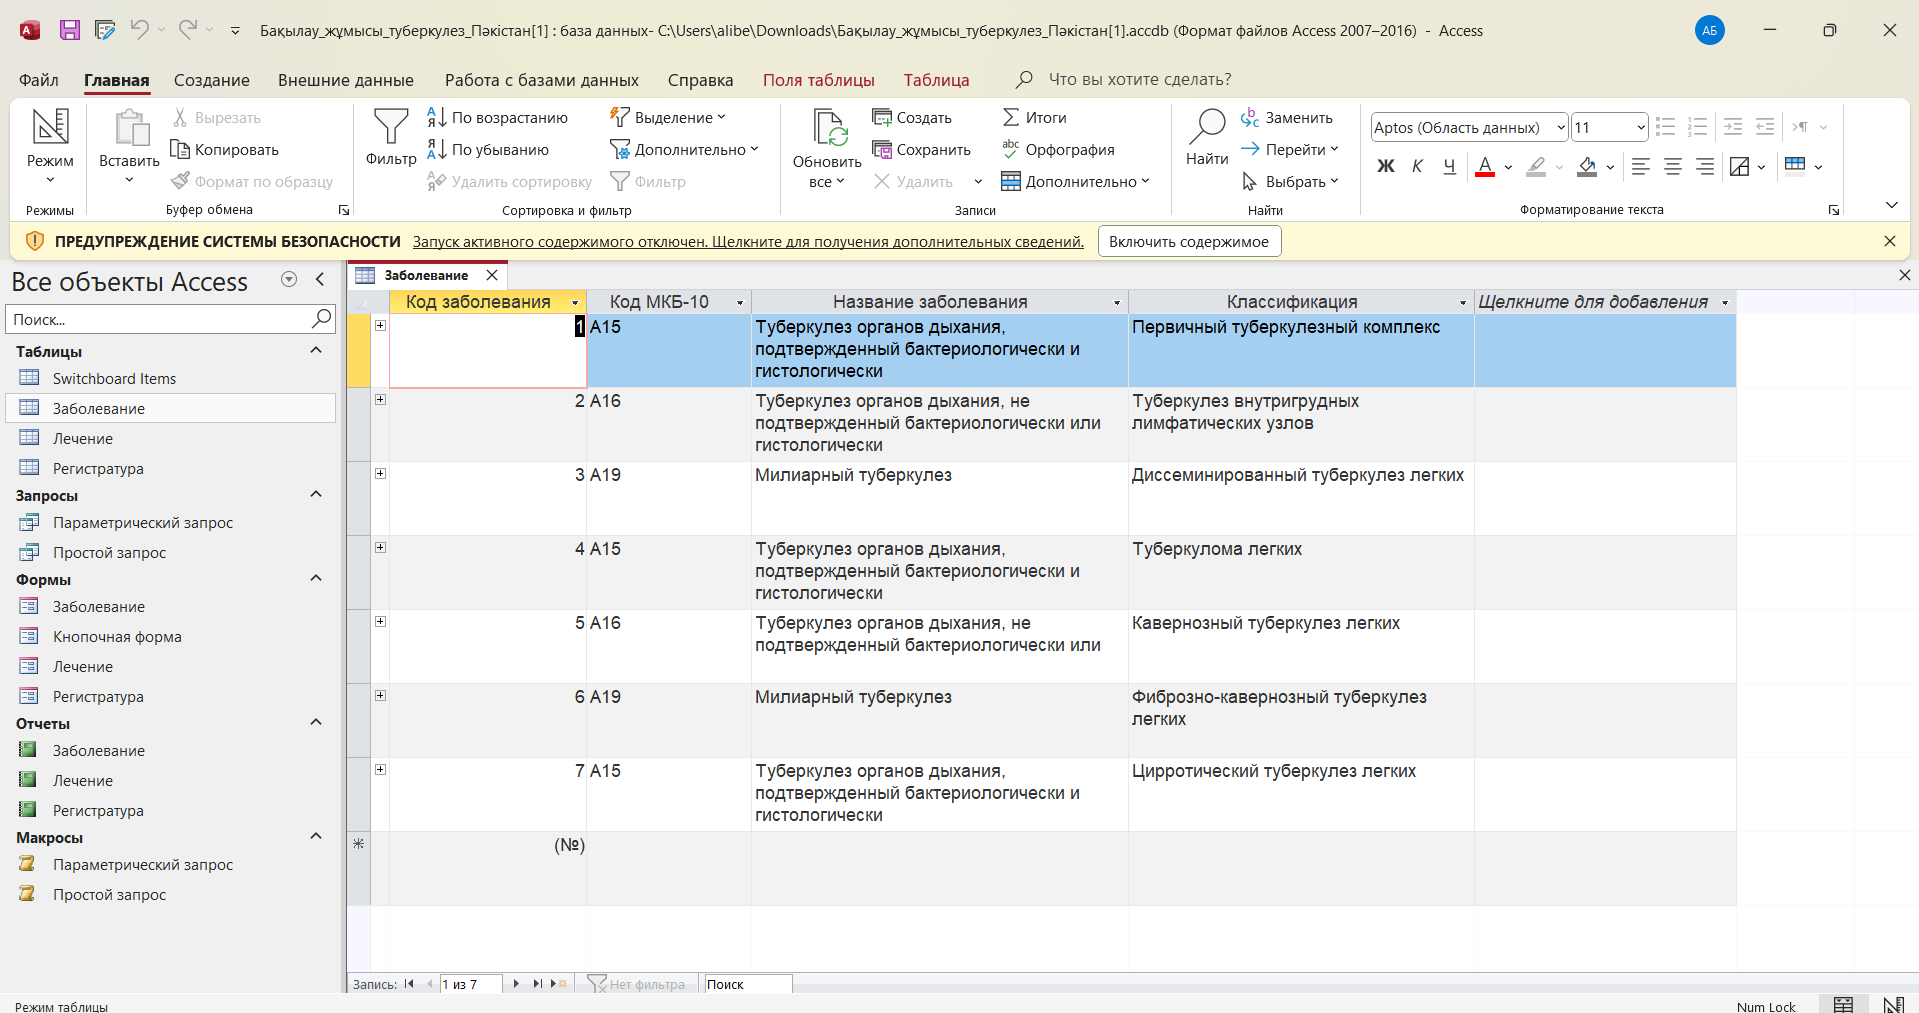 Бақылау_жұмысы_туберкулез_Пәкістан[1] : база данных- C:\Users\alibe\Downloads\Бақылау_жұмысы_туберкулез_Пәкістан[1].accdb (Формат файлов Access 2007–2016) - Access
АБ
Файл Главная Создание Внешние данные Работа с базами данных Справка Поля таблицы Таблица Что вы хотите сделать?
Режим
Режимы
Вставить
Вырезать
Копировать
Формат по образцу
Буфер обмена
Фильтр
По возрастанию
По убыванию
Удалить сортировку
Выделение
Дополнительно
Фильтр
Сортировка и фильтр
Обновить
все
Создать
Сохранить
Удалить
Итоги
Орфография
Дополнительно
Записи
Найти
Заменить
Перейти
Выбрать
Найти
Aptos (Область данных) 11
Ж К Ч А
Форматирование текста
ПРЕДУПРЕЖДЕНИЕ СИСТЕМЫ БЕЗОПАСНОСТИ Запуск активного содержимого отключен. Щелкните для получения дополнительных сведений. Включить содержимое
Все объекты Access
Поиск...
Таблицы
Switchboard Items
Заболевание
Лечение
Регистратура
Запросы
Параметрический запрос
Простой запрос
Формы
Заболевание
Кнопочная форма
Лечение
Регистратура
Отчеты
Заболевание
Лечение
Регистратура
Макросы
Параметрический запрос
Простой запрос
Заболевание
Код заболевания Код МКБ-10 Название заболевания Классификация Щелкните для добавления
1 A15 Туберкулез органов дыхания, Первичный туберкулезный комплекс
подтвержденный бактериологически и
гистологически
2 A16 Туберкулез органов дыхания, не Туберкулез внутригрудных
подтвержденный бактериологически или лимфатических узлов
гистологически
3 A19 Милиарный туберкулез Диссеминированный туберкулез легких
4 A15 Туберкулез органов дыхания, Туберкулома легких
подтвержденный бактериологически и
гистологически
5 A16 Туберкулез органов дыхания, не Кавернозный туберкулез легких
подтвержденный бактериологически или
6 A19 Милиарный туберкулез Фиброзно-кавернозный туберкулез
легких
7 A15 Туберкулез органов дыхания, Цирротический туберкулез легких
подтвержденный бактериологически и
гистологически
(№)
Запись: 1 из 7 Нет фильтра Поиск
Режим таблицы Num Lock